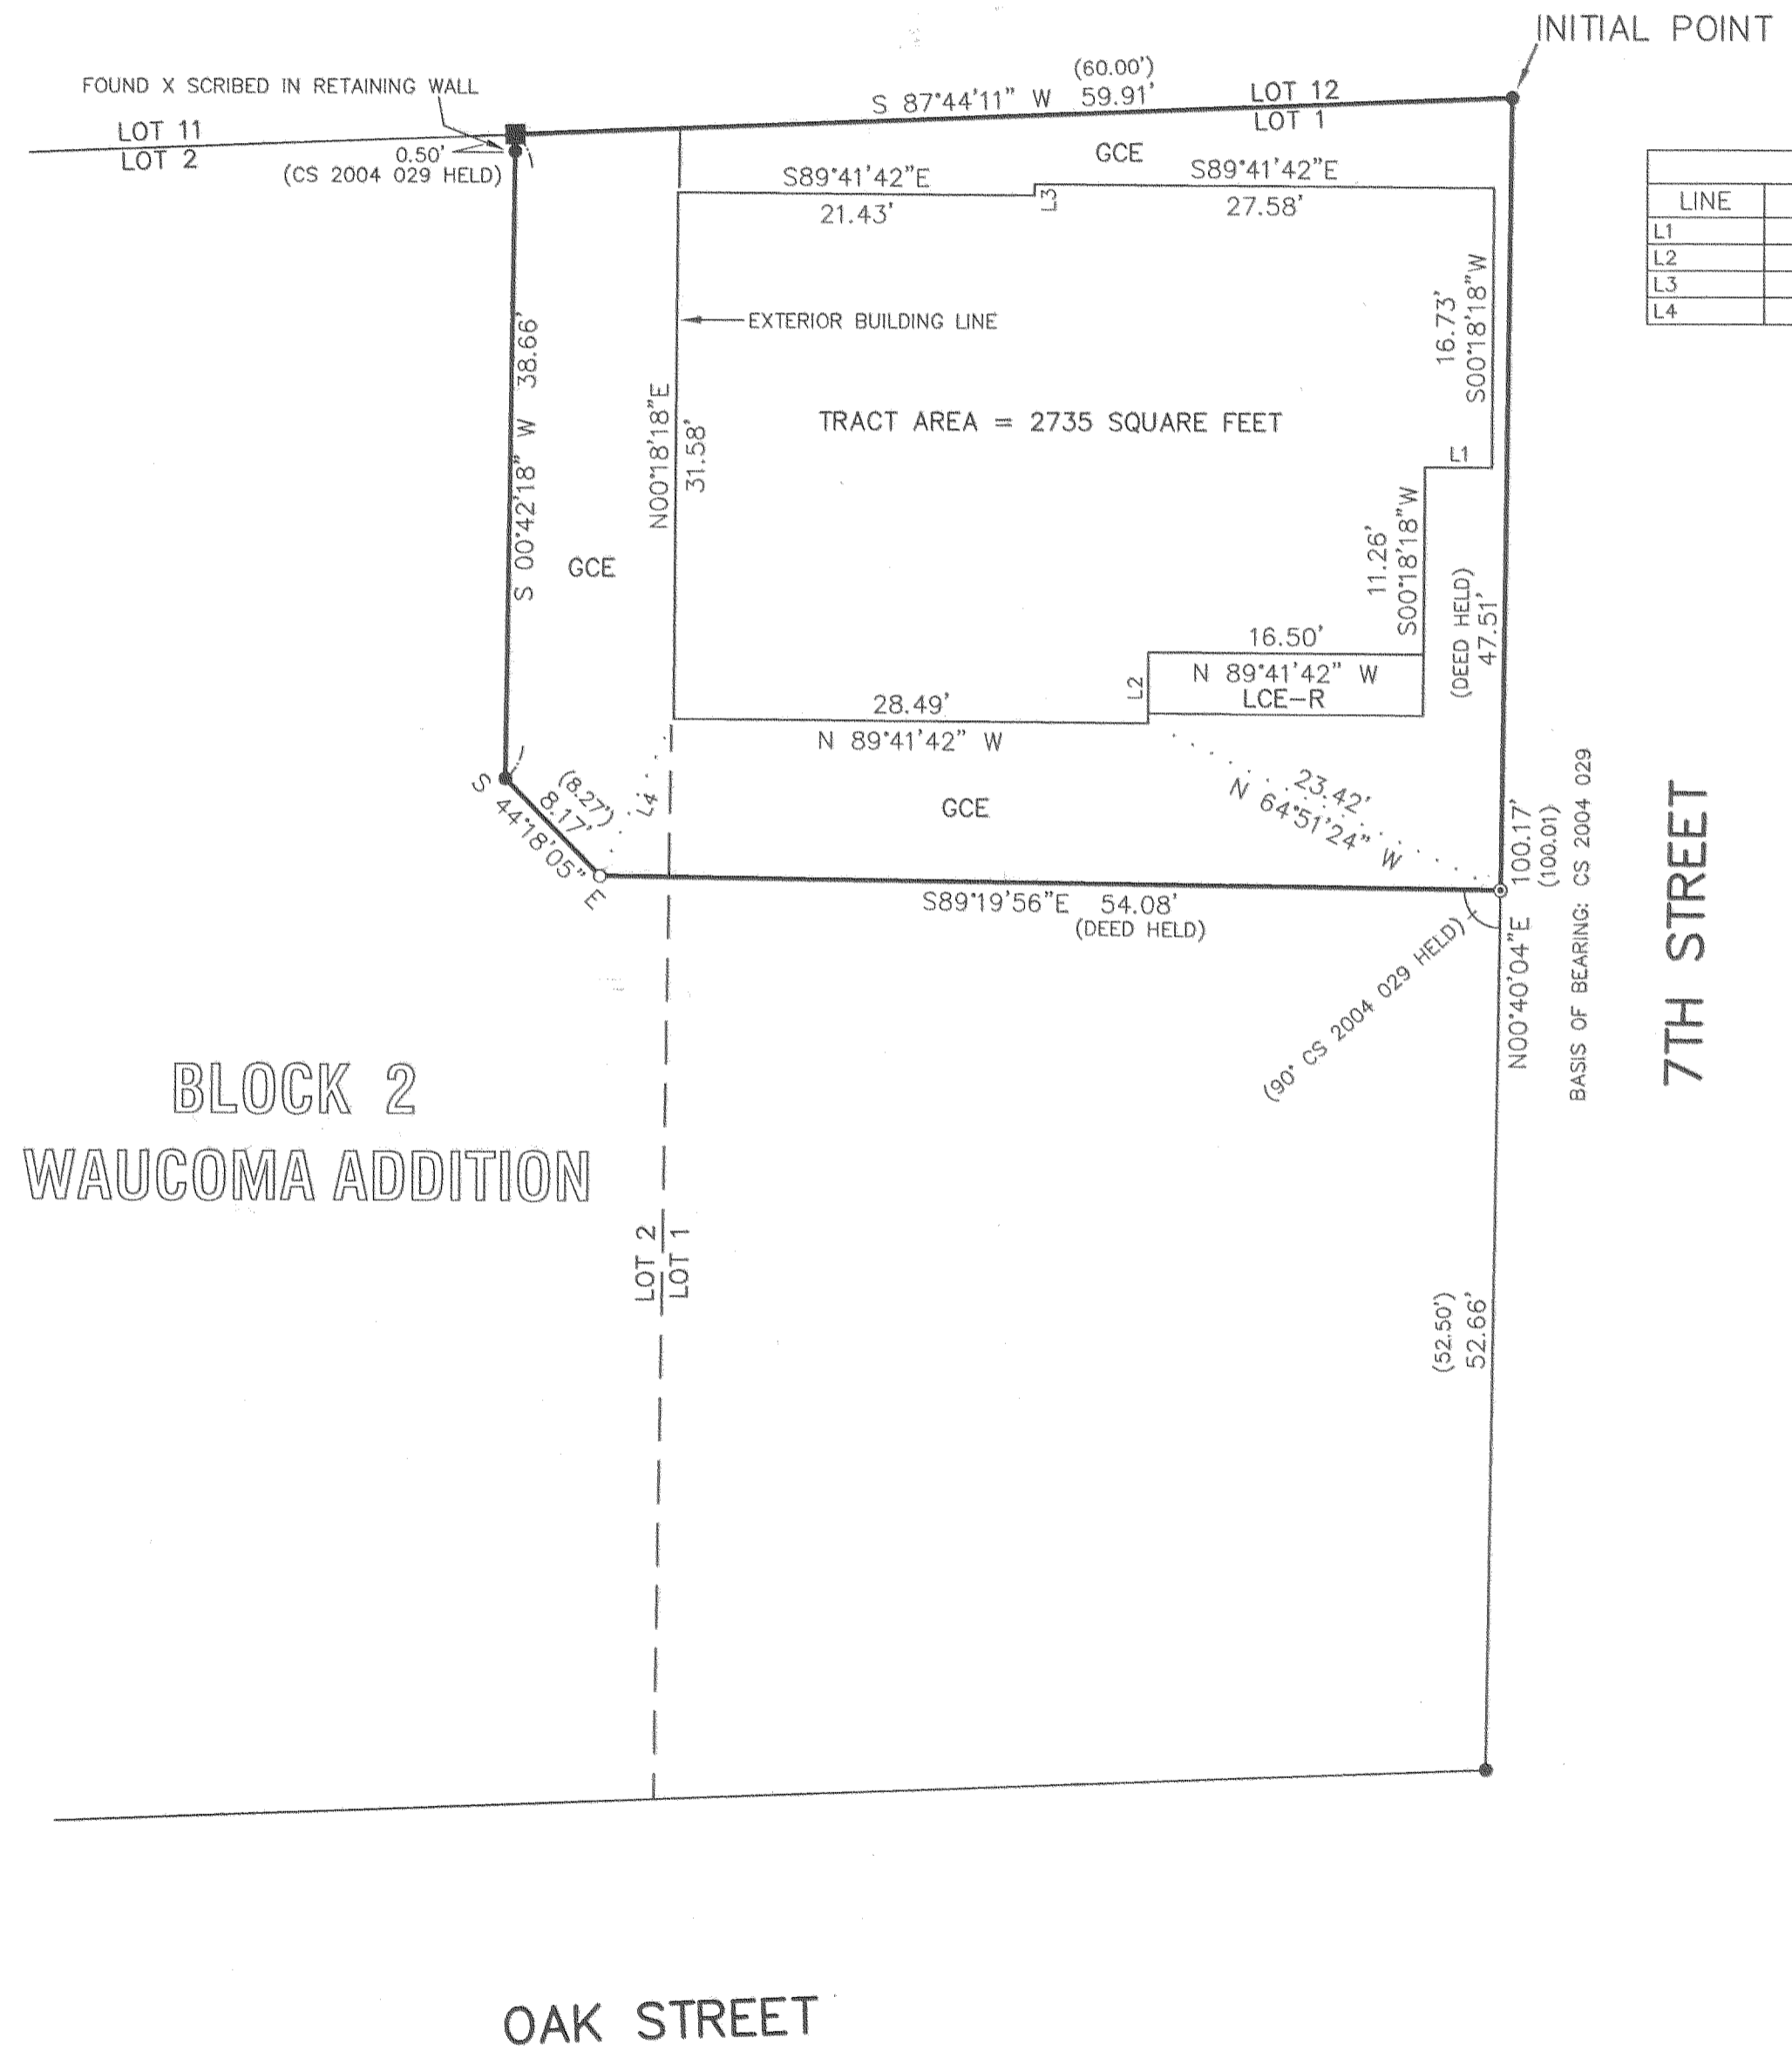 INITIAL POINT
FOUND X SCRIBED IN RETAINING WALL
(60.00')
S 87°44'11" W 59.91'
LOT 12
LOT 1
LOT 11
LOT 2
0.50'
(CS 2004 029 HELD)
GCE
S89°41'42"E
21.43'
L3
S89°41'42"E
27.58'
LINE
L1
L2
L3
L4
EXTERIOR BUILDING LINE
16.73'
S00°18'18"W
S 00°42'18" W 38.66'
N00°18'18"E
31.58'
TRACT AREA = 2735 SQUARE FEET
L1
11.26'
S00°18'18"W
GCE
(DEED HELD)
47.51'
16.50'
N 89°41'42" W
LCE-R
L2
28.49'
N 89°41'42" W
(8.27')
8.17'
S 44°18'05" E
L4
GCE
23.42'
N 64°51'24" W
100.17'
(100.01)
N00°40'04"E
BASIS OF BEARING: CS 2004 029
7TH STREET
S89°19'56"E 54.08'
(DEED HELD)
(90° CS 2004 029 HELD)
BLOCK 2
WAUCOMA ADDITION
LOT 2
LOT 1
(52.50')
52.66'
OAK STREET